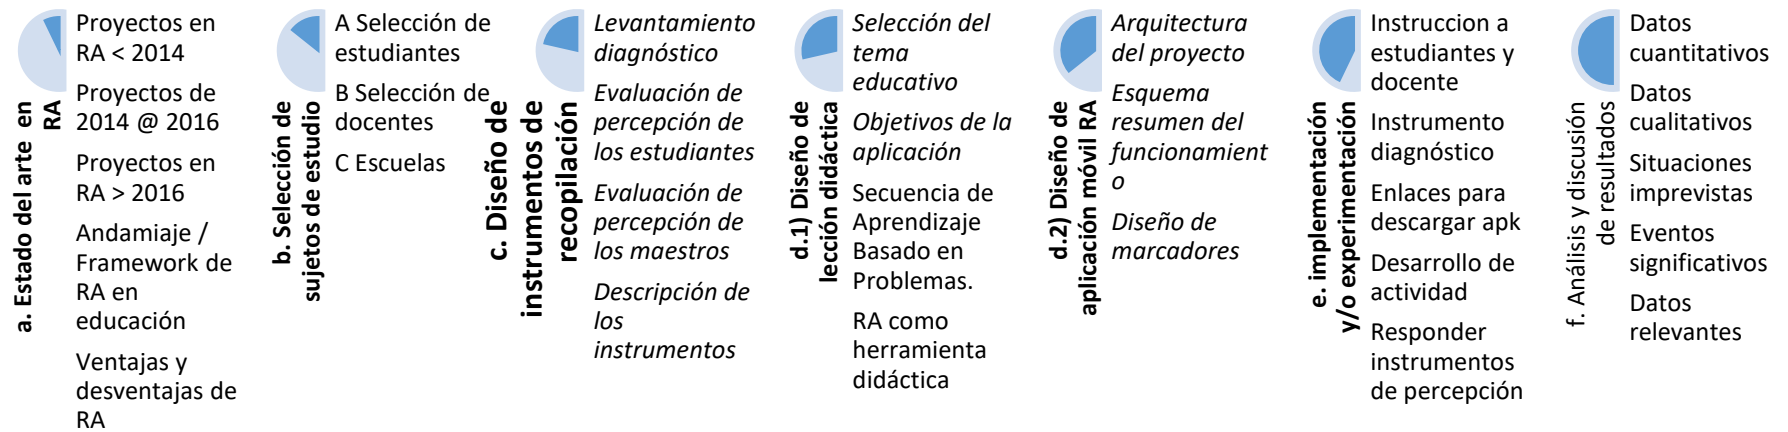 a. Estado del arte en
RA
Proyectos en
RA < 2014
Proyectos de
2014 @ 2016
Proyectos en
RA > 2016
Andamiaje /
Framework de
RA en
educación
Ventajas y
desventajas de
RA
b. Selección de
sujetos de estudio
A Selección de
estudiantes
B Selección de
docentes
C Escuelas
c. Diseño de
instrumentos de
recopilación
Levantamiento
diagnóstico
Evaluación de
percepción de
los estudiantes
Evaluación de
percepción de
los maestros
Descripción de
los
instrumentos
d.1) Diseño de
lección didáctica
Selección del
tema
educativo
Objetivos de la
aplicación
Secuencia de
Aprendizaje
Basado en
Problemas.
RA como
herramienta
didáctica
d.2) Diseño de
aplicación móvil RA
Arquitectura
del proyecto
Esquema
resumen del
funcionamient
o
Diseño de
marcadores
e. implementación
y/o experimentación
Instruccion a
estudiantes y
docente
Instrumento
diagnóstico
Enlaces para
descargar apk
Desarrollo de
actividad
Responder
instrumentos
de percepción
f. Análisis y discusión
de resultados
Datos
cuantitativos
Datos
cualitativos
Situaciones
imprevistas
Eventos
significativos
Datos
relevantes